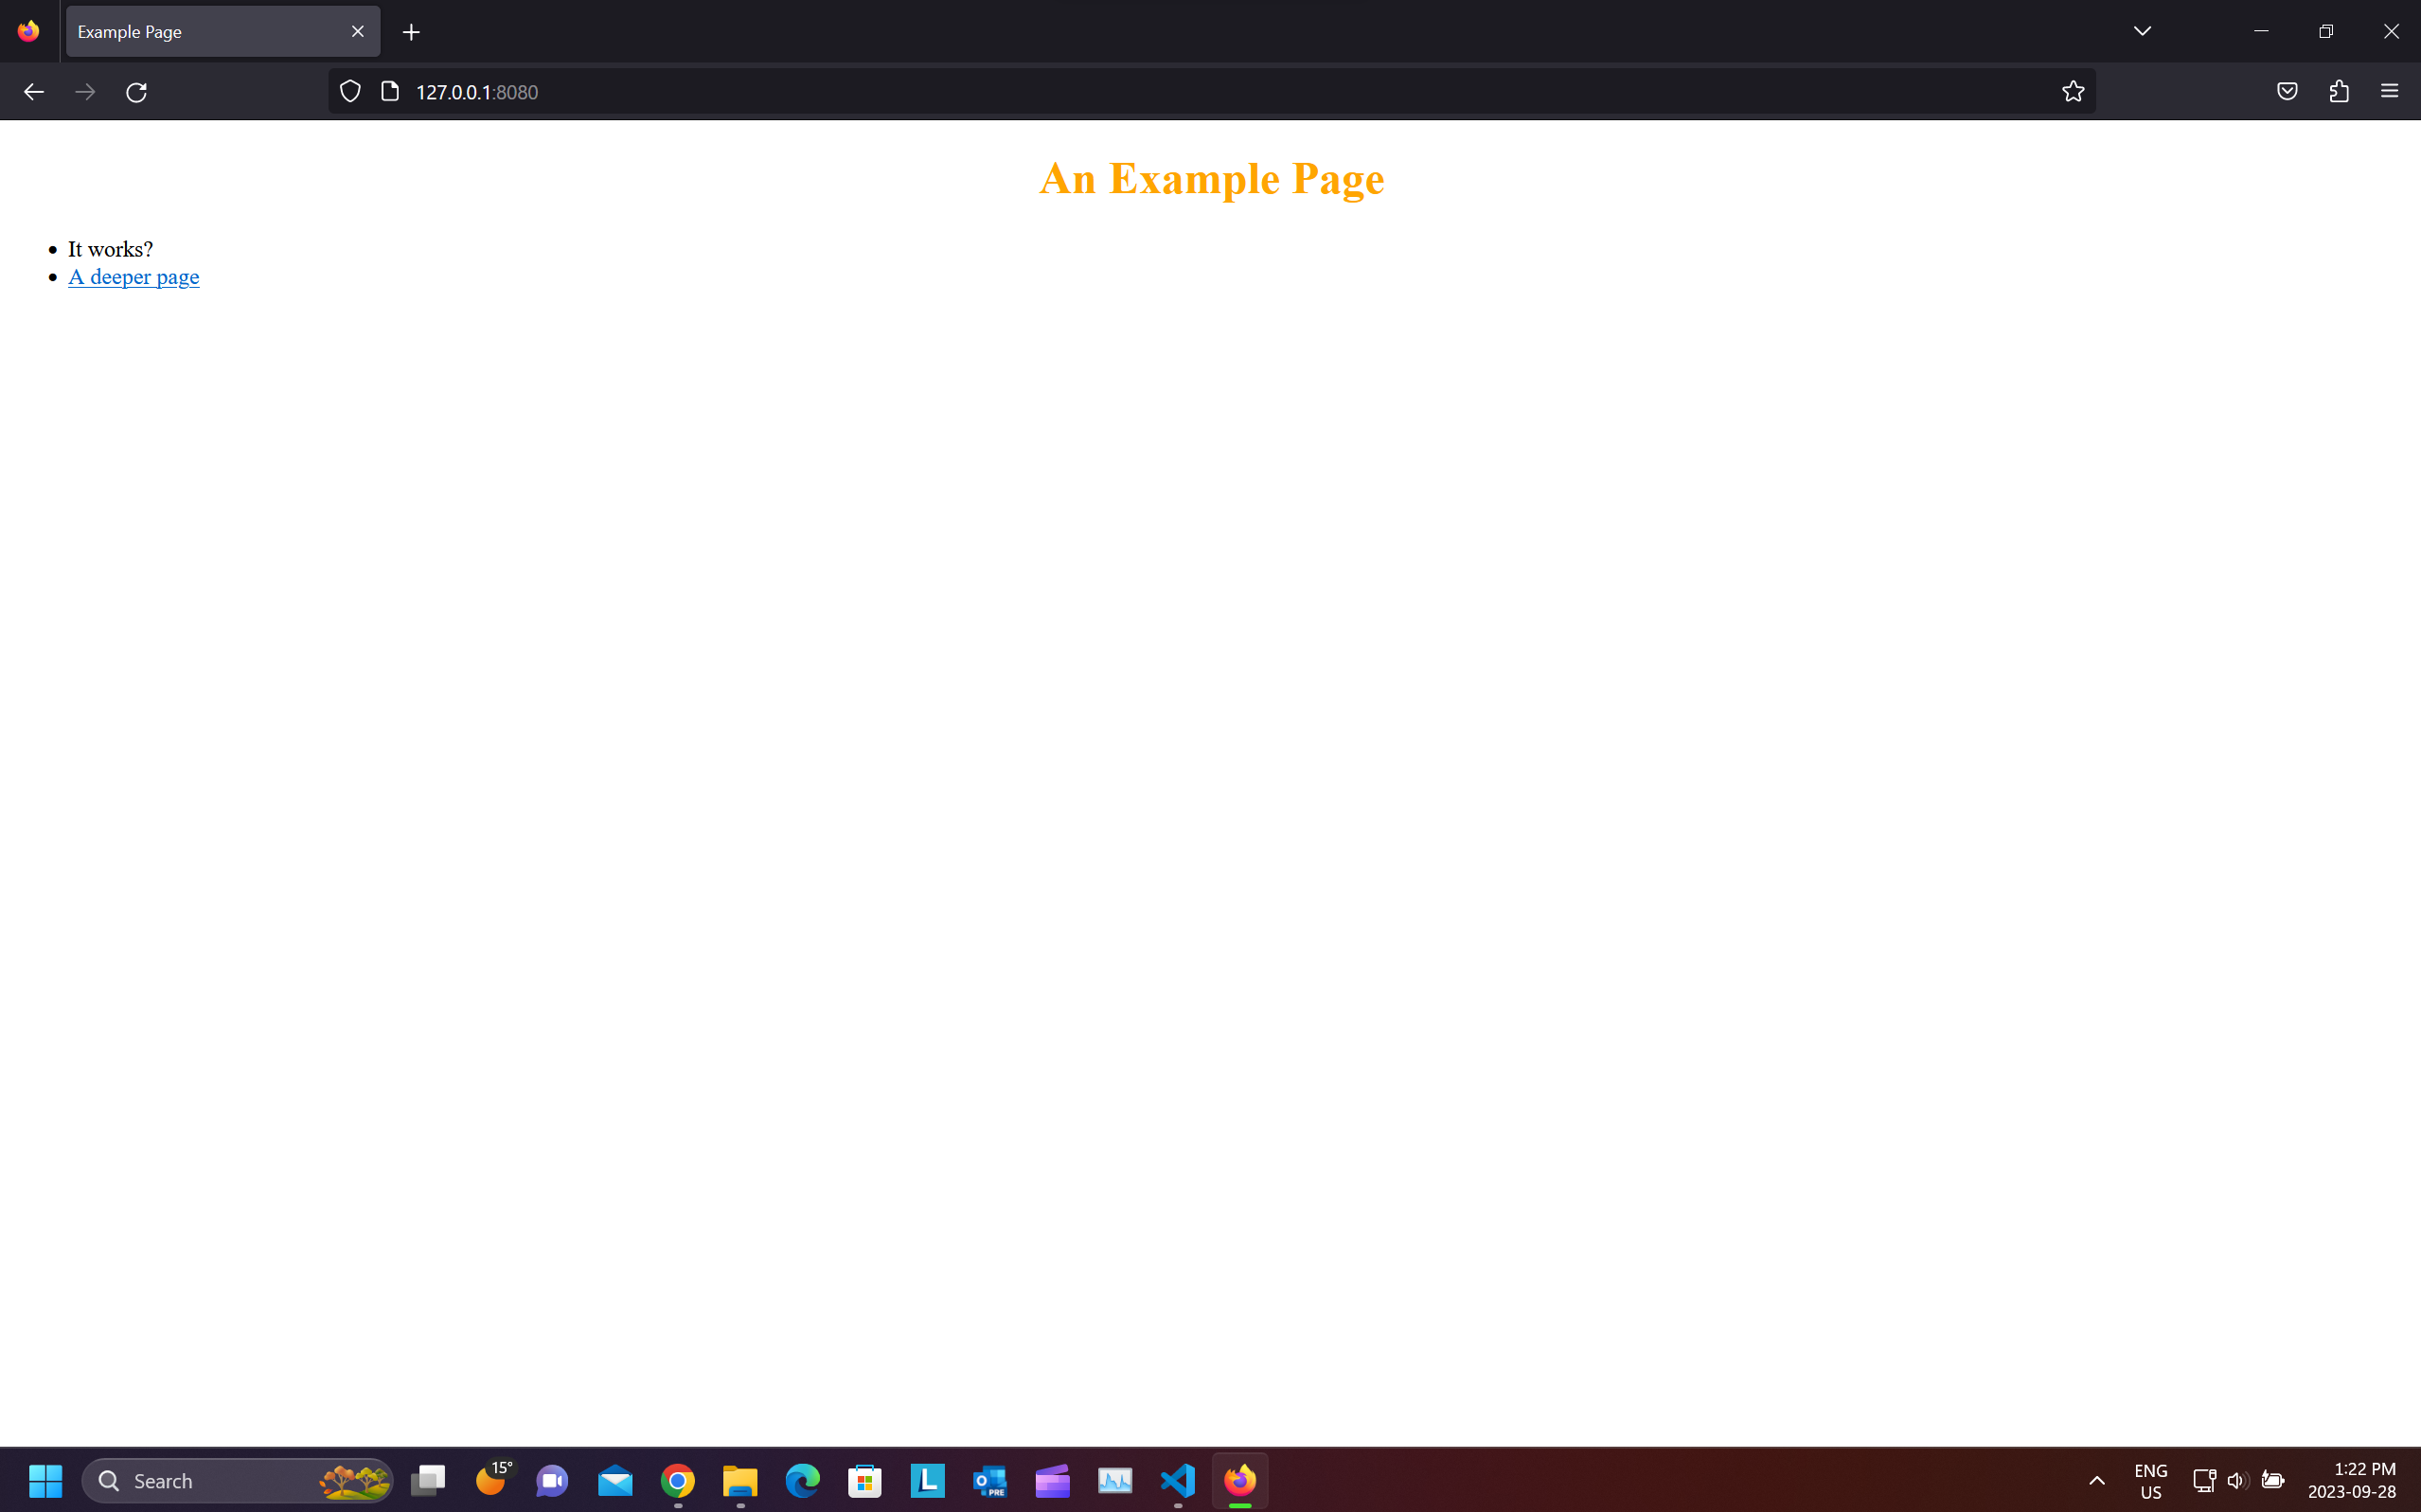 Example Page
127.0.0.1:8080
An Example Page
It works?
A deeper page
Search
15°
L
O
PRE
ENG
US
1:22 PM
2023-09-28